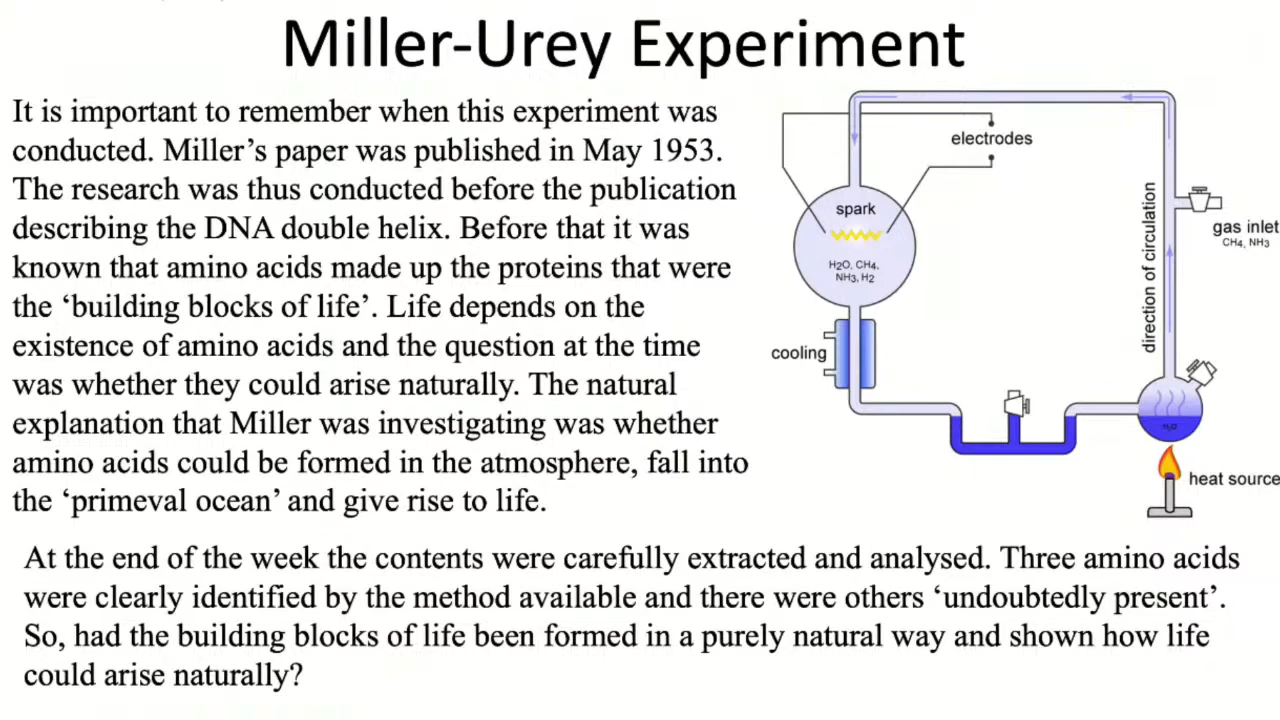 Miller-Urey Experiment
It is important to remember when this experiment was
conducted. Miller’s paper was published in May 1953.
The research was thus conducted before the publication
describing the DNA double helix. Before that it was
known that amino acids made up the proteins that were
the ‘building blocks of life’. Life depends on the
existence of amino acids and the question at the time
was whether they could arise naturally. The natural
explanation that Miller was investigating was whether
amino acids could be formed in the atmosphere, fall into
the ‘primeval ocean’ and give rise to life.
electrodes
spark
H2O, CH4,
NH3, H2
cooling
direction of circulation
gas inlet
CH4, NH3
H2O
heat source
At the end of the week the contents were carefully extracted and analysed. Three amino acids
were clearly identified by the method available and there were others ‘undoubtedly present’.
So, had the building blocks of life been formed in a purely natural way and shown how life
could arise naturally?